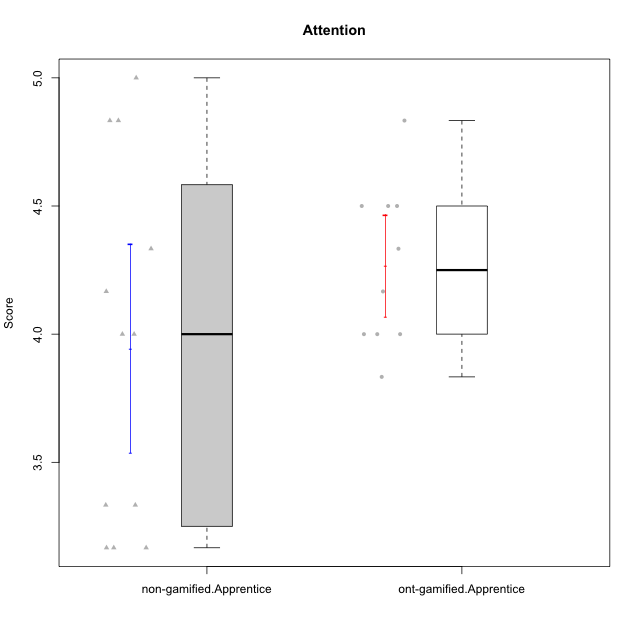 Attention
Score
5.0
4.5
4.0
3.5
non-gamified.Apprentice
ont-gamified.Apprentice